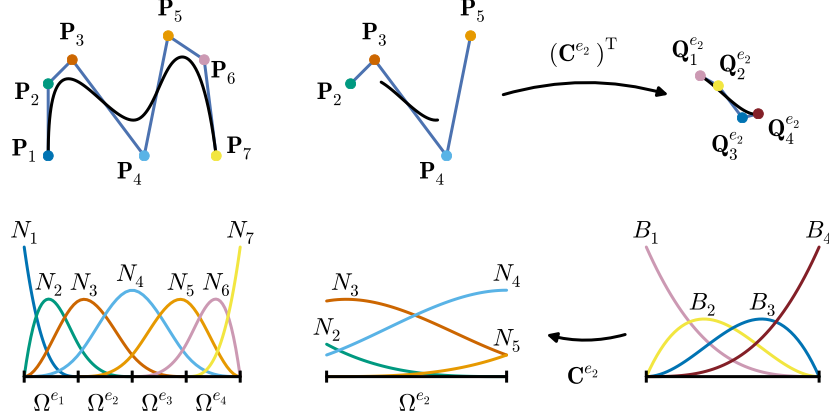 P₅ P₅
P₃ P₃ (C^{e₂})^T Q₁^{e₂} Q₂^{e₂}
P₂ P₆ P₂
P₁ P₇ Q₃^{e₂} Q₄^{e₂}
P₄ P₄
N₁ N₇ B₁ B₄
N₂ N₃ N₄ N₅ N₆ N₃ N₄
B₂ B₃
N₂ N₅
C^{e₂}
Ω^{e₁} Ω^{e₂} Ω^{e₃} Ω^{e₄} Ω^{e₂}